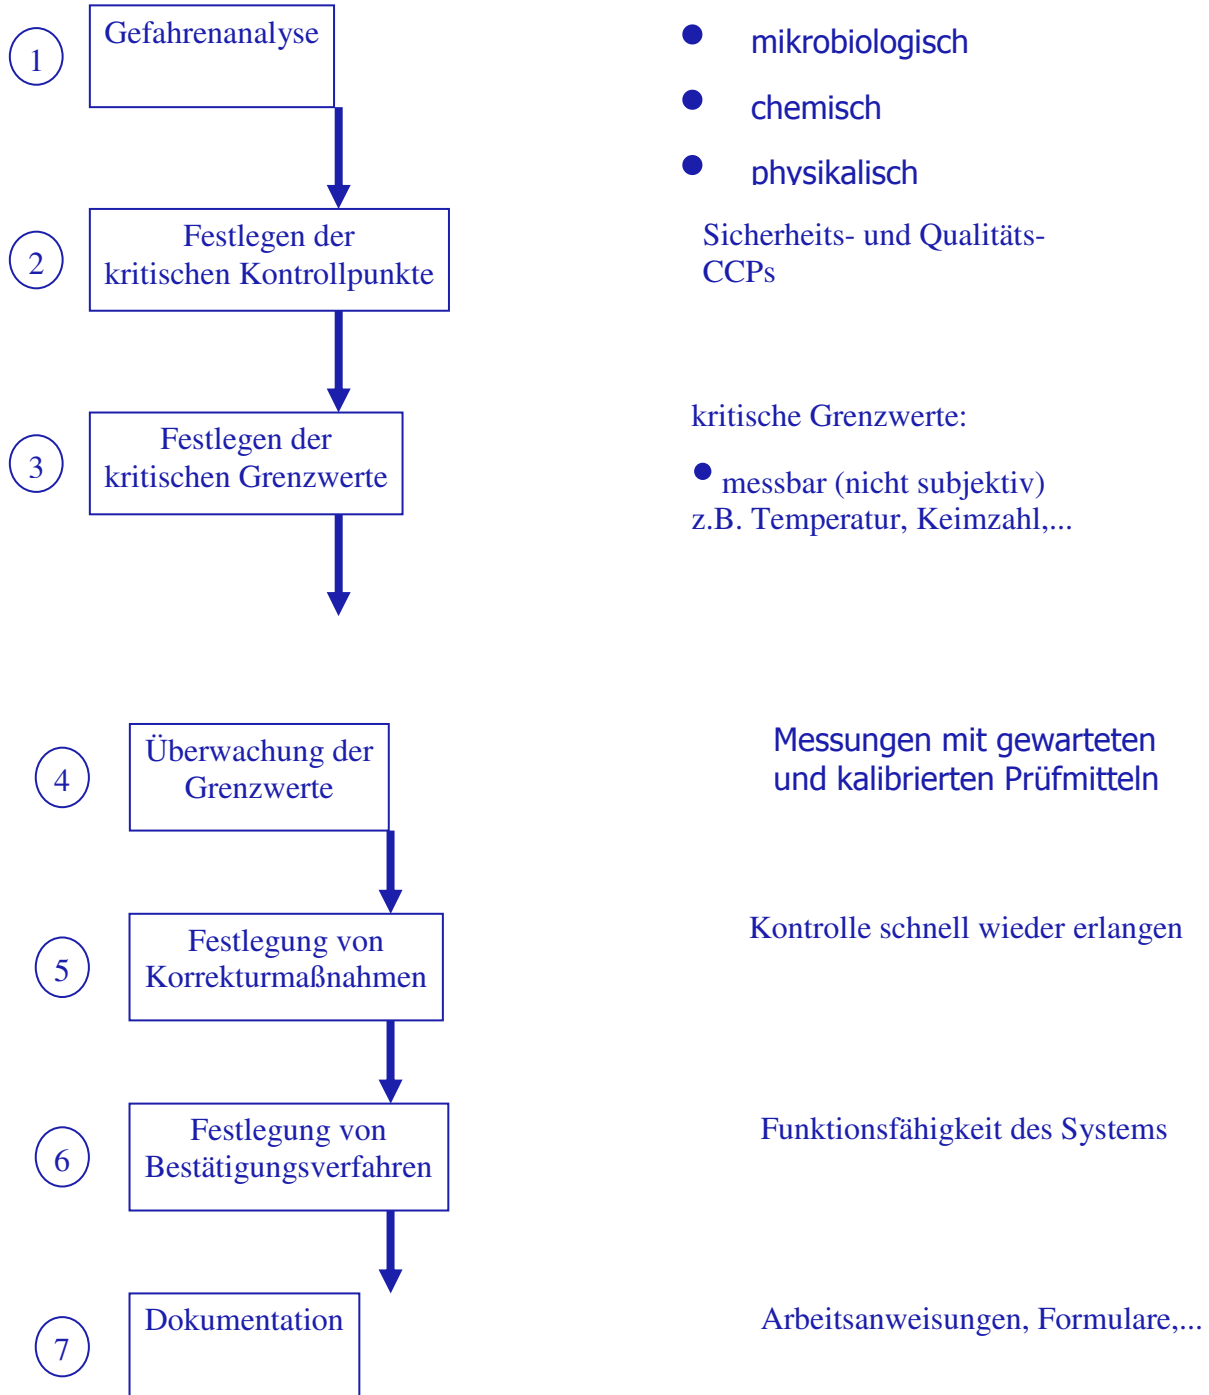 1
Gefahrenanalyse
● mikrobiologisch
● chemisch
● physikalisch
2
Festlegen der
kritischen Kontrollpunkte
Sicherheits- und Qualitäts-
CCPs
3
Festlegen der
kritischen Grenzwerte
kritische Grenzwerte:
● messbar (nicht subjektiv)
z.B. Temperatur, Keimzahl,...
4
Überwachung der
Grenzwerte
Messungen mit gewarteten
und kalibrierten Prüfmitteln
5
Festlegung von
Korrekturmaßnahmen
Kontrolle schnell wieder erlangen
6
Festlegung von
Bestätigungsverfahren
Funktionsfähigkeit des Systems
7
Dokumentation
Arbeitsanweisungen, Formulare,...